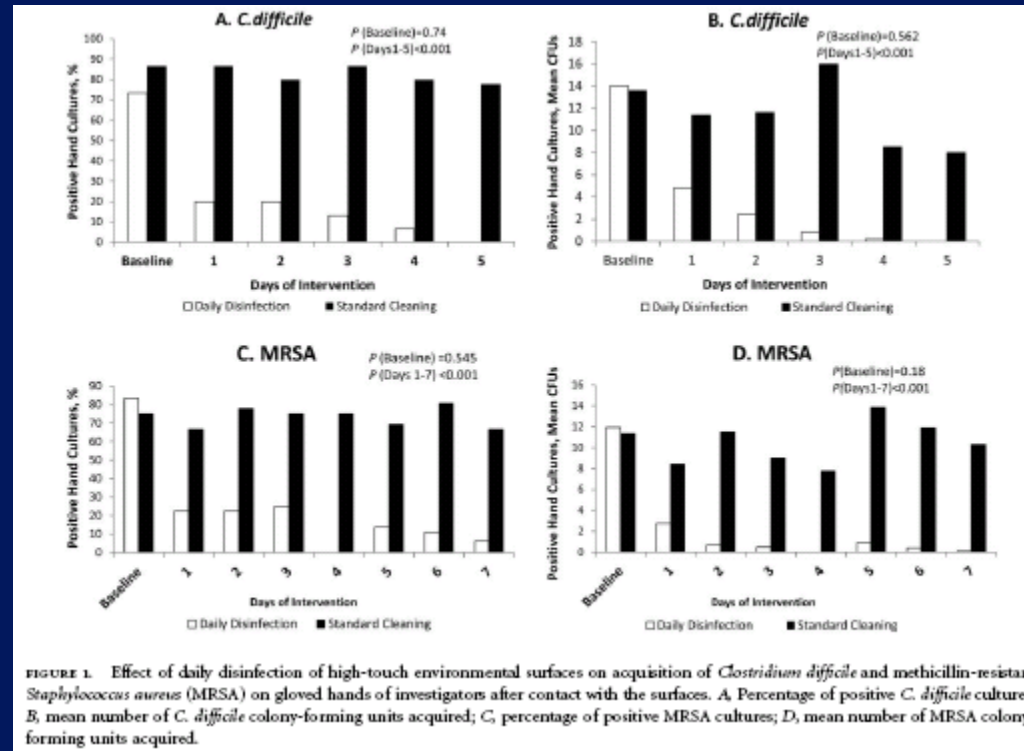 A. C.difficile
P (Baseline)=0.74
P (Days1-5)<0.001
Positive Hand Cultures, %
100
90
80
70
60
50
40
30
20
10
0
Baseline 1 2 3 4 5
Days of Intervention
Daily Disinfection Standard Cleaning
B. C.difficile
P (Baseline)=0.562
P(Days1-5)<0.001
Positive Hand Cultures, Mean CFUs
18
16
14
12
10
8
6
4
2
0
Baseline 1 2 3 4 5
Days of Intervention
Daily Disinfection Standard Cleaning
C. MRSA
P (Baseline) =0.545
P (Days 1-7) <0.001
Positive Hand Cultures, %
90
80
70
60
50
40
30
20
10
0
Baseline 1 2 3 4 5 6 7
Days of Intervention
Daily Disinfection Standard Cleaning
D. MRSA
P(Baseline)=0.18
P(Days1-7)<0.001
Positive Hand Cultures, Mean CFUs
16
14
12
10
8
6
4
2
0
Baseline 1 2 3 4 5 6 7
Days of Intervention
Daily Disinfection Standard Cleaning
FIGURE 1. Effect of daily disinfection of high-touch environmental surfaces on acquisition of Clostridium difficile and methicillin-resistan
Staphylococcus aureus (MRSA) on gloved hands of investigators after contact with the surfaces. A, Percentage of positive C. difficile culture
B, mean number of C. difficile colony-forming units acquired; C, percentage of positive MRSA cultures; D, mean number of MRSA colony
forming units acquired.